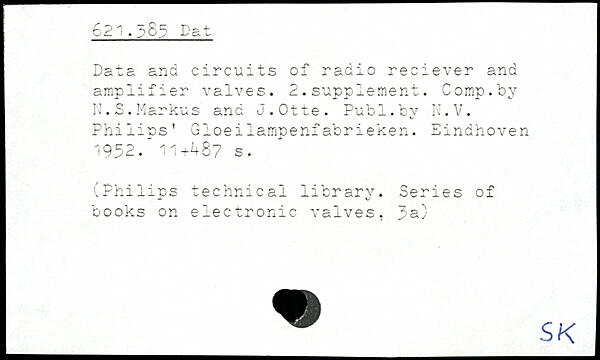 621.385 Dat
Data and circuits of radio reciever and
amplifier valves. 2.supplement. Comp.by
N.S.Markus and J.Otte. Publ.by N.V.
Philips' Gloeilampenfabrieken. Eindhoven
1952. 11+487 s.
(Philips technical library. Series of
books on electronic valves, 3a)
SK